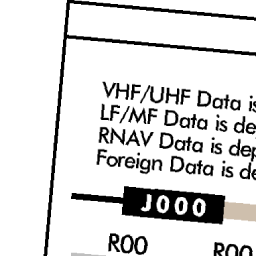 VHF/UHF Data is
LF/MF Data is de
RNAV Data is dep
Foreign Data is de
J000
R00 R00